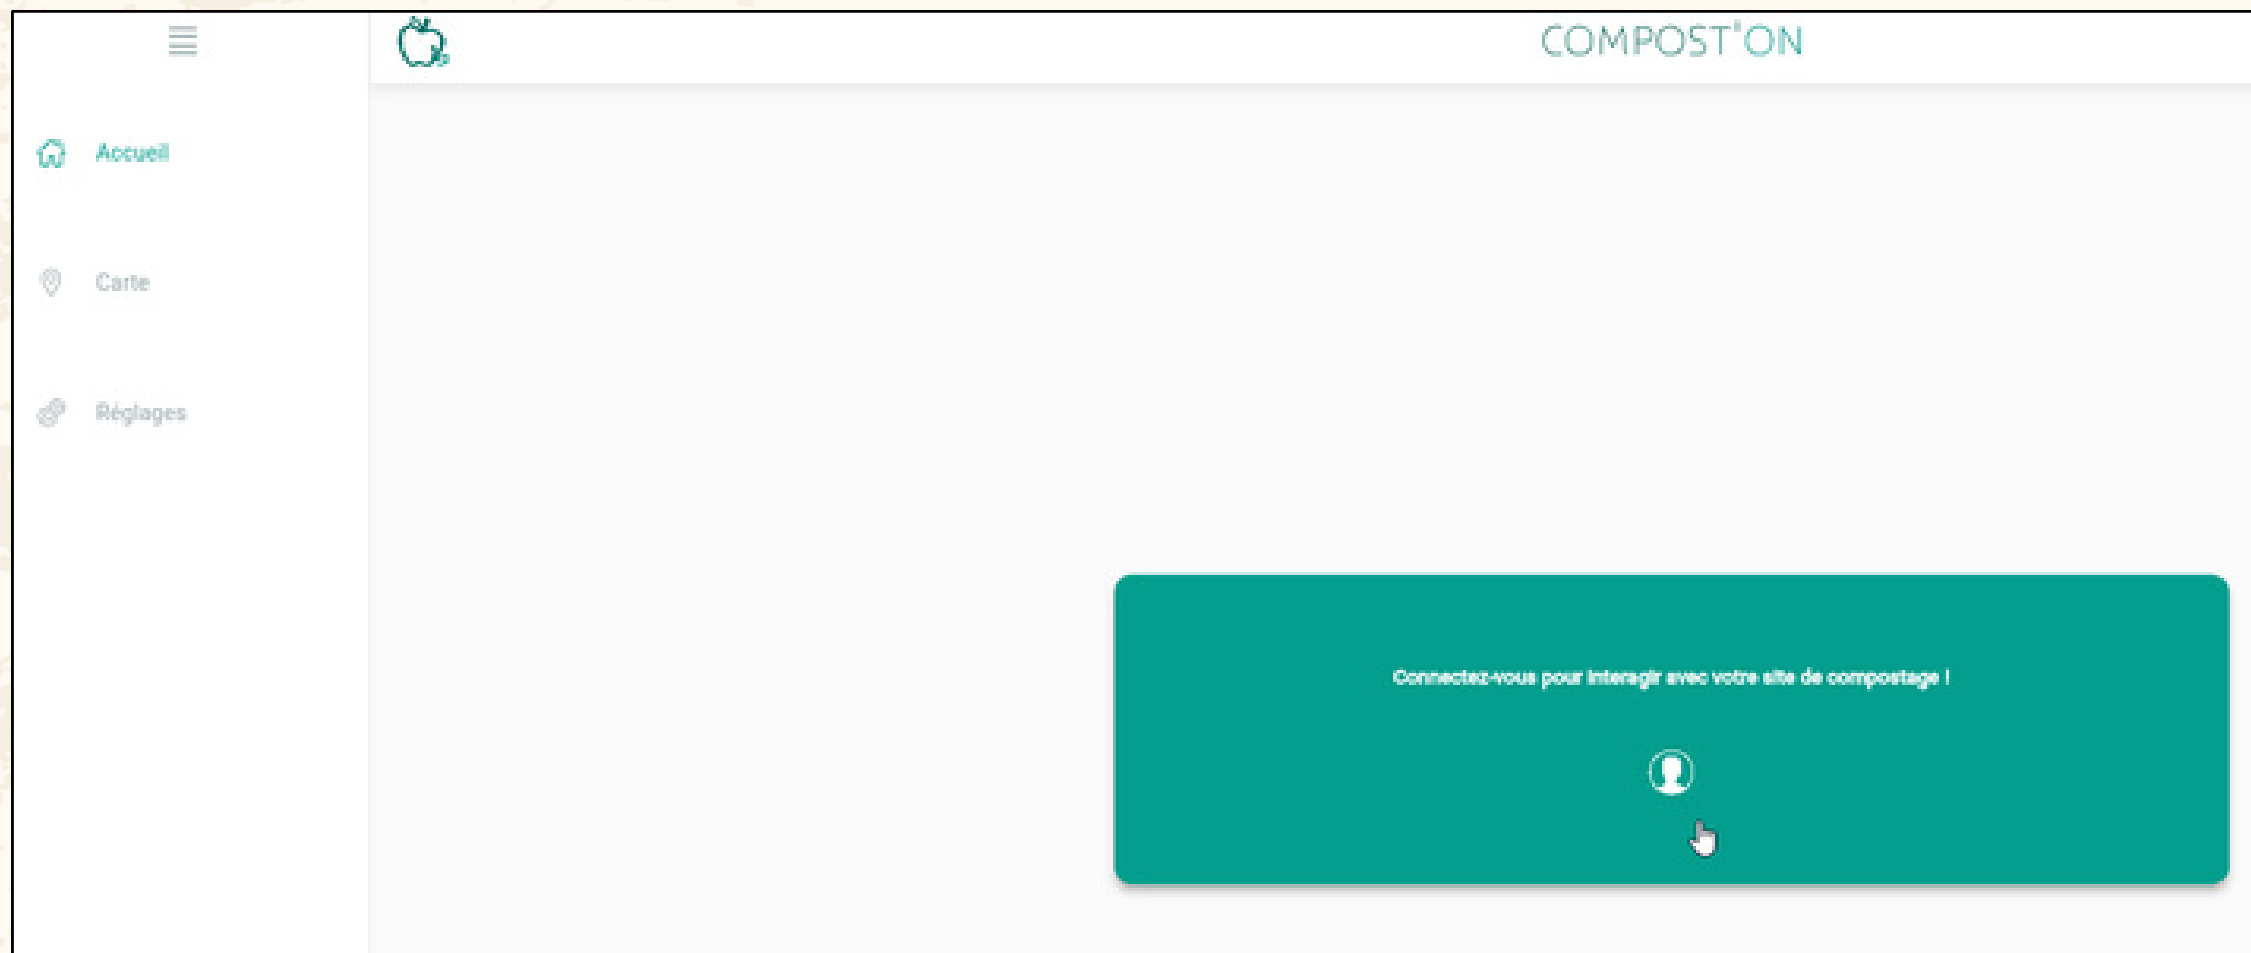 COMPOST'ON
Accueil
Carte
Réglages
Connectez-vous pour interagir avec votre site de compostage !